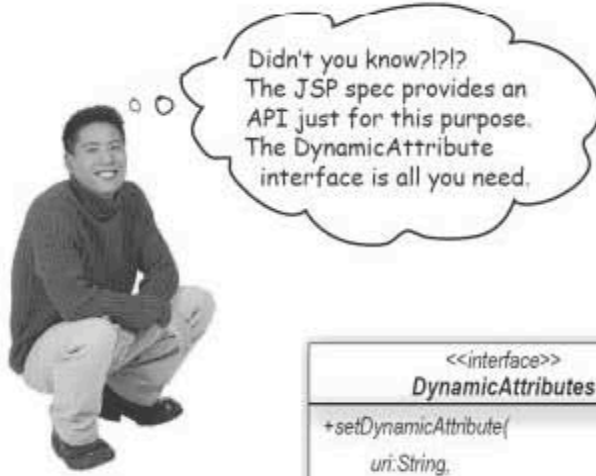 Didn't you know?!?!?
The JSP spec provides an
API just for this purpose.
The DynamicAttribute
interface is all you need.
<<interface>>
DynamicAttributes
+setDynamicAttribute(
uri:String,